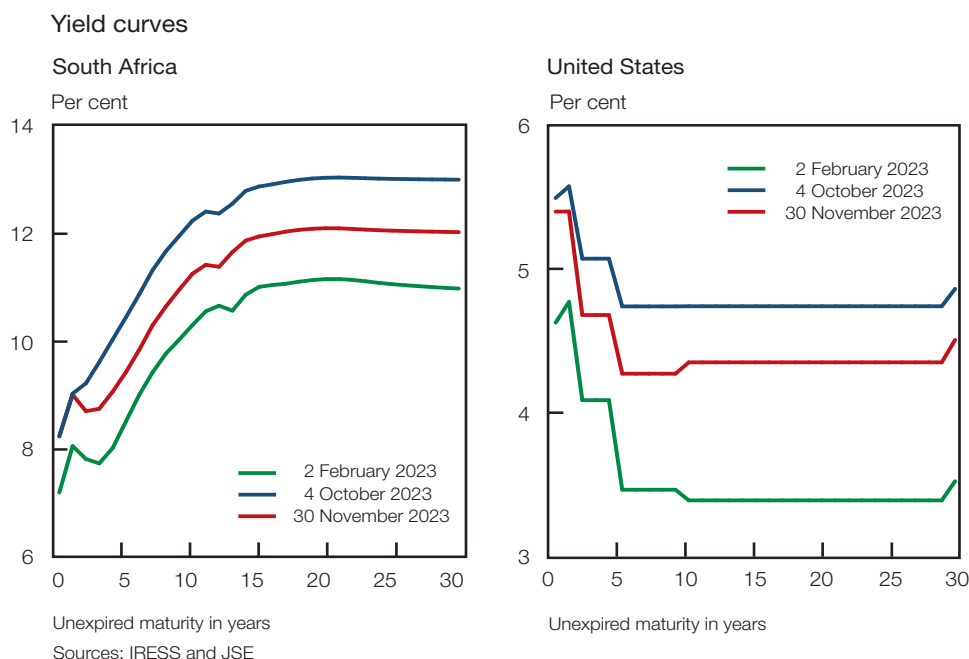 Yield curves
South Africa
Per cent
14
12
10
8
6
2 February 2023
4 October 2023
30 November 2023
0 5 10 15 20 25 30
Unexpired maturity in years
Sources: IRESS and JSE
United States
Per cent
6
5
4
3
2 February 2023
4 October 2023
30 November 2023
0 5 10 15 20 25 30
Unexpired maturity in years